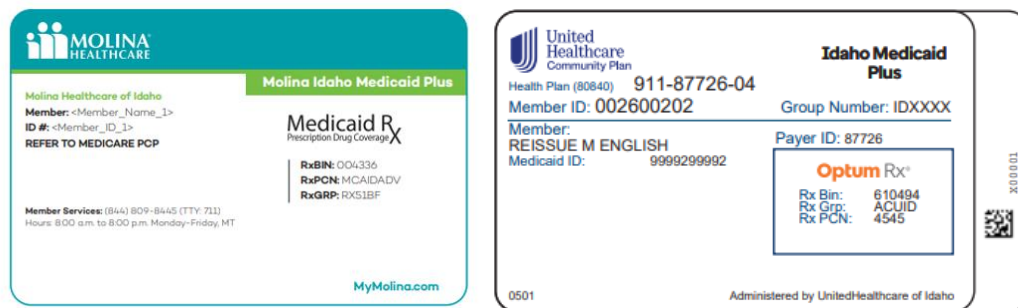 MOLINA
HEALTHCARE
Molina Idaho Medicaid Plus
Molina Healthcare of Idaho
Member: <Member_Name_1>
ID #: <Member_ID_1>
REFER TO MEDICARE PCP
Medicaid Rx
Prescription Drug Coverage
RxBIN: 004336
RxPCN: MCAIDADV
RxGRP: RX51BF
Member Services: (844) 809-8445 (TTY: 711)
Hours: 8:00 a.m. to 8:00 p.m. Monday-Friday, MT
MyMolina.com
United
Healthcare
Community Plan
Idaho Medicaid
Plus
Health Plan (80840) 911-87726-04
Member ID: 002600202 Group Number: IDXXXX
Member:
REISSUE M ENGLISH
Medicaid ID: 9999299992
Payer ID: 87726
Optum Rx®
Rx Bin: 610494
Rx Grp: ACUID
Rx PCN: 4545
0501 Administered by UnitedHealthcare of Idaho
X00001